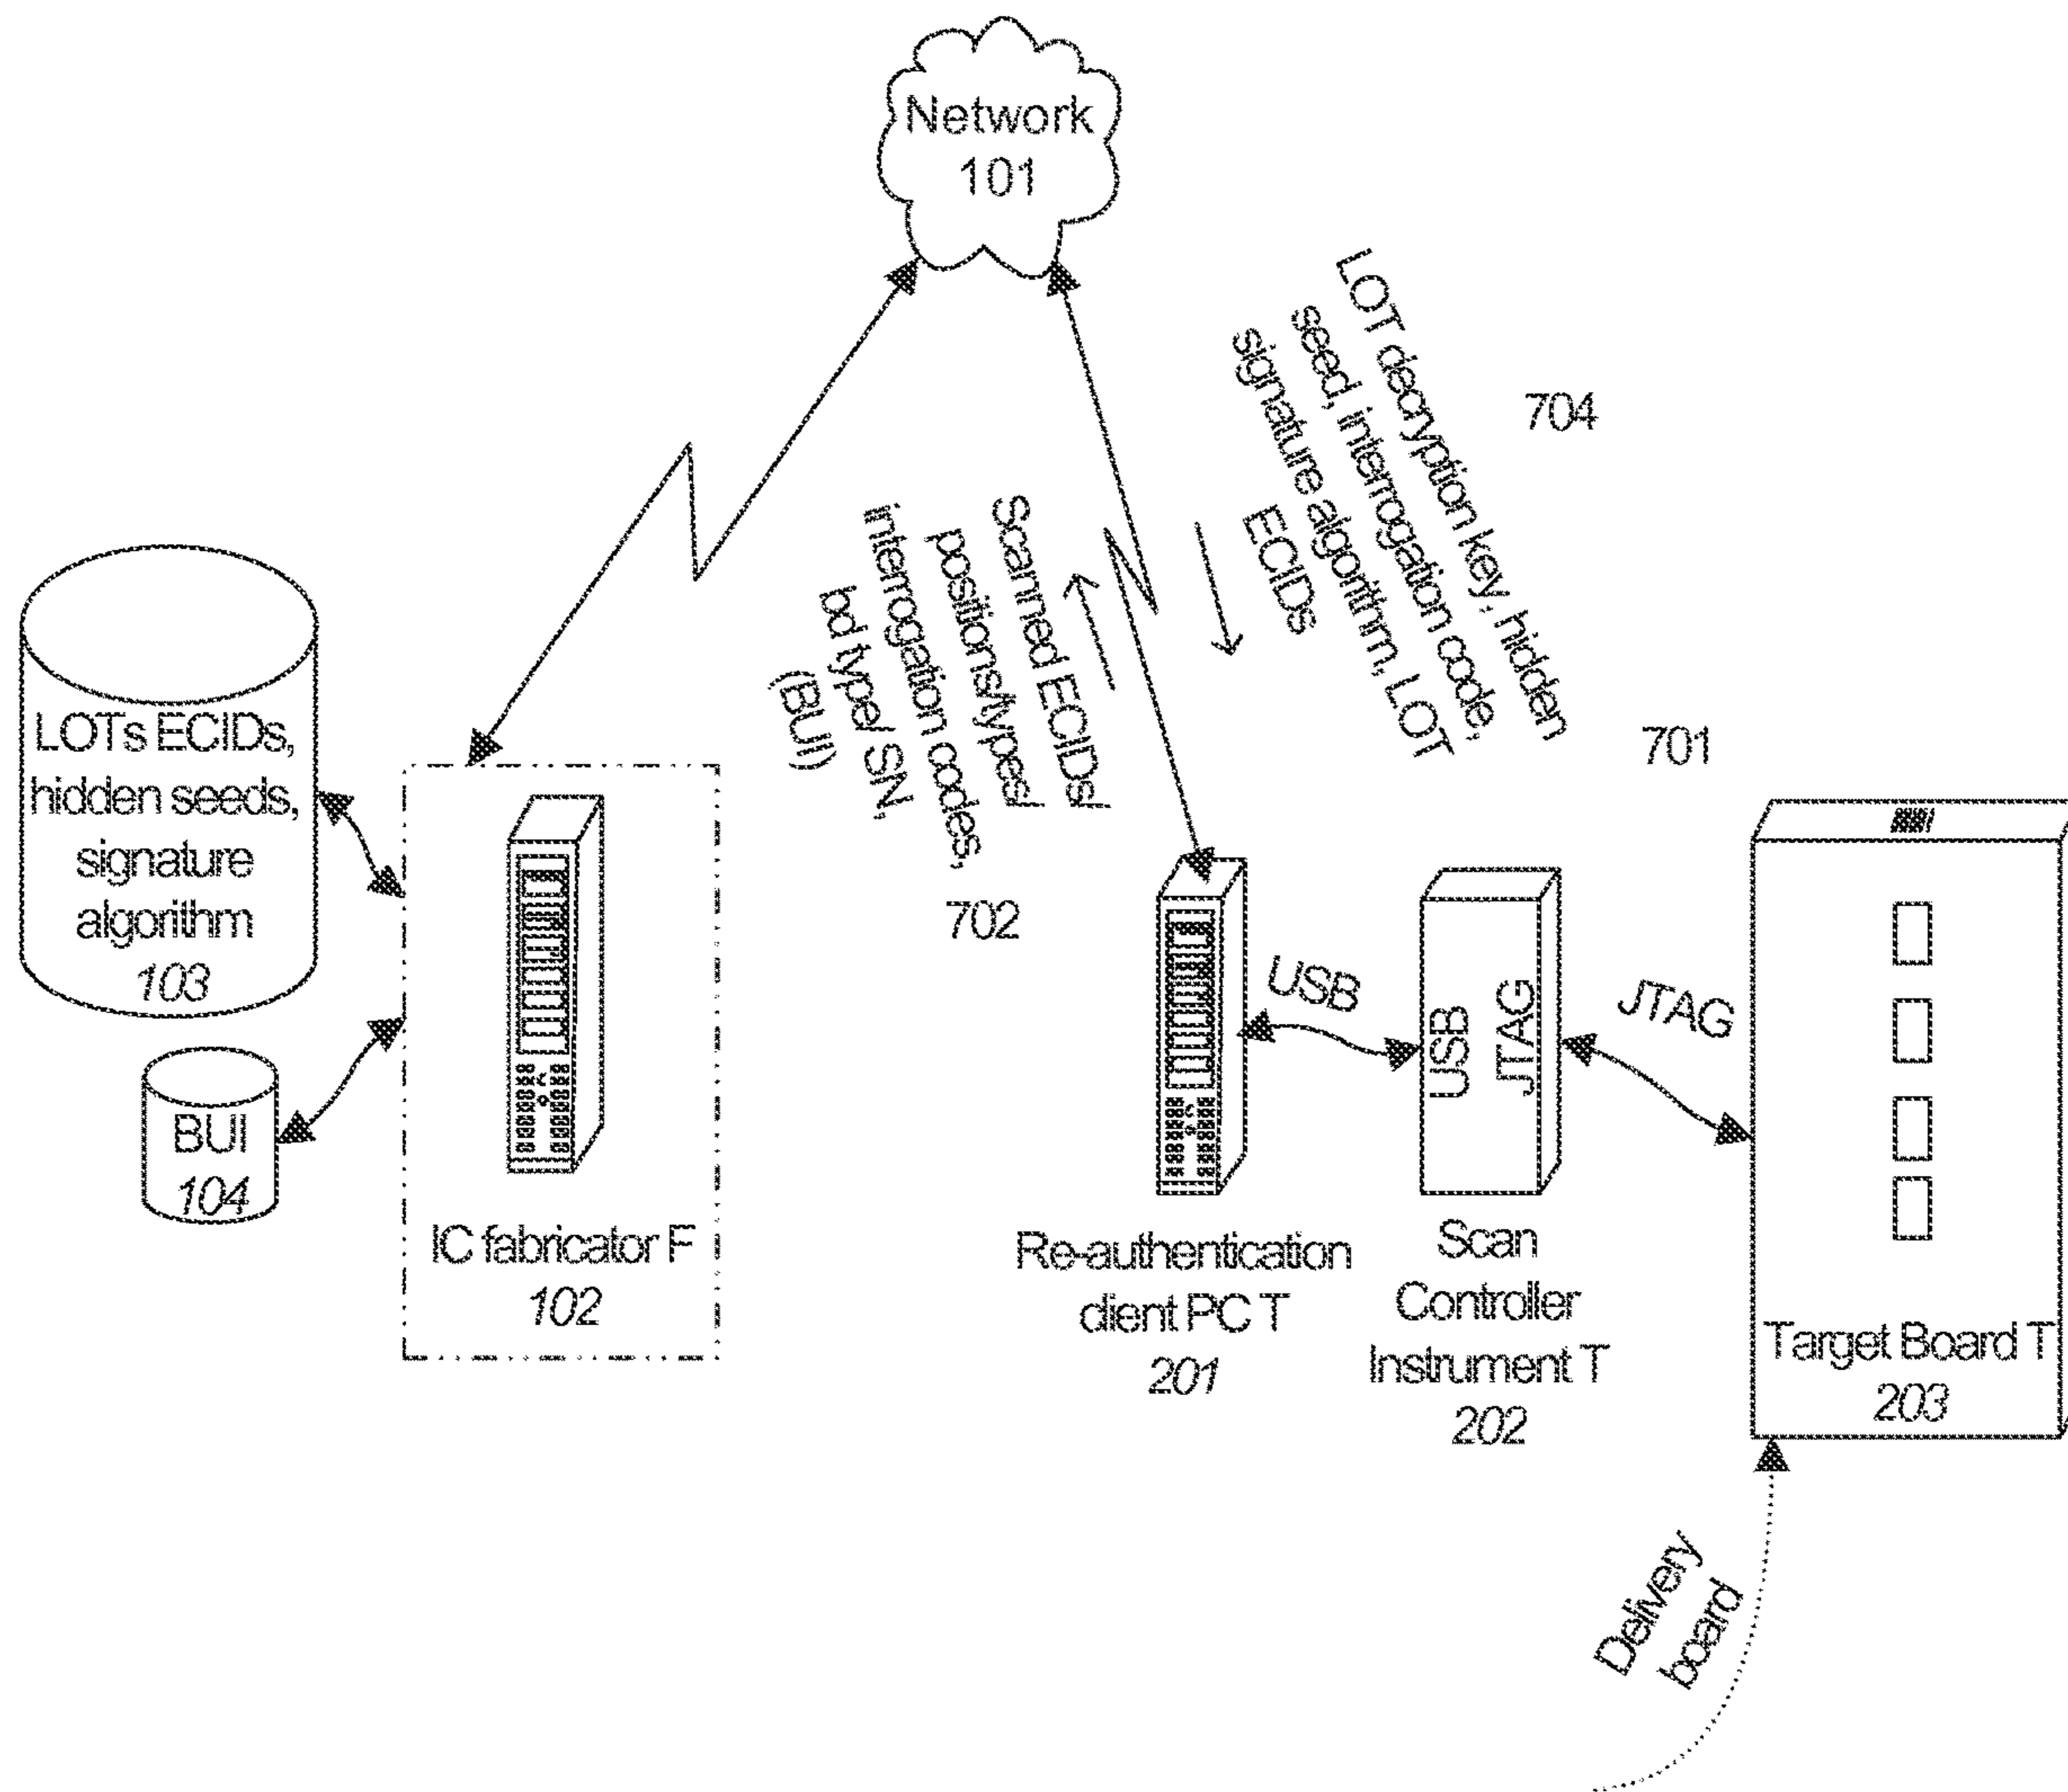 Network
101
LOT decryption key, hidden
seed, interrogation code,
signature algorithm, LOT
ECIDs
704
Scanned ECIDs/
positions/types/
interrogation codes,
bd type/ SN,
(BUI)
702
701
LOTs ECIDs,
hidden seeds,
signature
algorithm
103
BUI
104
IC fabricator F
102
USB
USB
JTAG
JTAG
Re-authentication
client PC T
201
Scan
Controller
Instrument T
202
Target Board T
203
Delivery
board